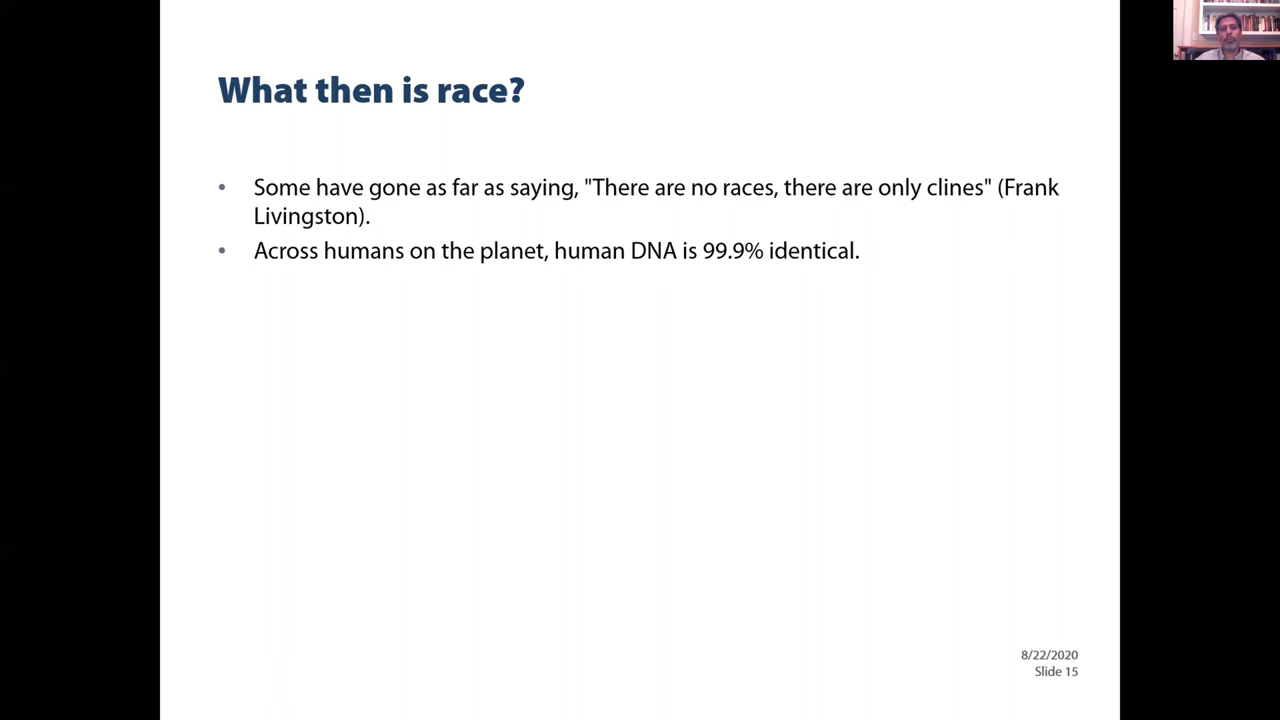 What then is race?
• Some have gone as far as saying, "There are no races, there are only clines" (Frank
Livingston).
• Across humans on the planet, human DNA is 99.9% identical.
8/22/2020
Slide 15